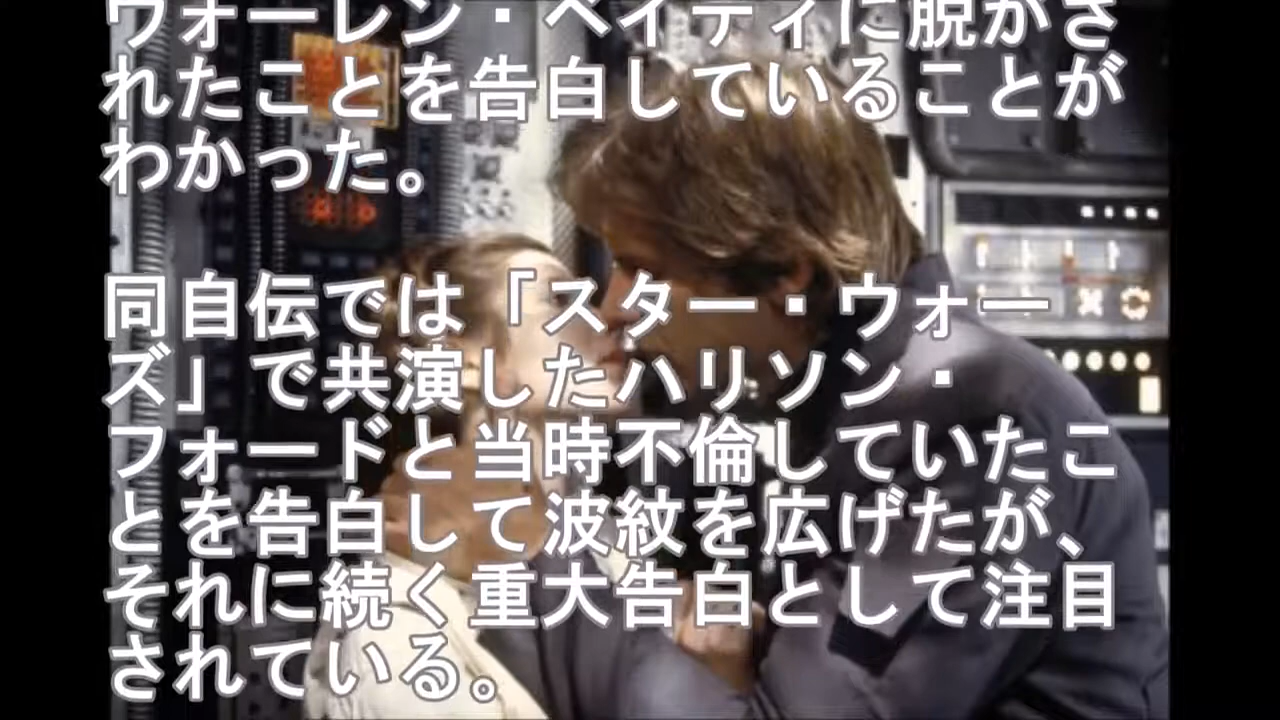 ウォーレン・ベイティに脱がさ
れたことを告白していることが
わかった。
同自伝では「スター・ウォー
ズ」で共演したハリソン・
フォードと当時不倫していたこ
とを告白して波紋を広げたが、
それに続く重大告白として注目
されている。